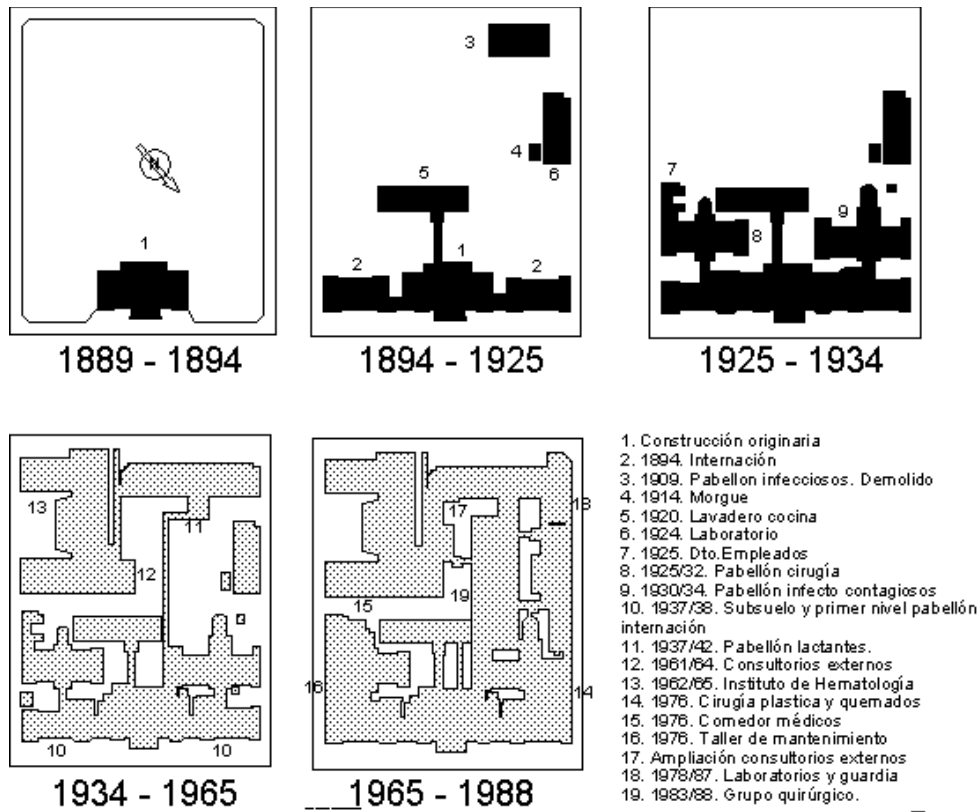 3
4
6
5
1
2
2
N
1
7
8
9
1889 - 1894
1894 - 1925
1925 - 1934
13
12
11
10
10
17
18
19
15
16
14
1934 - 1965
1965 - 1988
1. Construcción originaria
2. 1894. Internación
3. 1909. Pabellon infecciosos. Demolido
4. 1914. Morgue
5. 1920. Lavadero cocina
6. 1924. Laboratorio
7. 1925. Dto.Empleados
8. 1925/32. Pabellón cirugía
9. 1930/34. Pabellón infecto contagiosos
10. 1937/38. Subsuelo y primer nivel pabellón
internación
11. 1937/42. Pabellón lactantes.
12. 1961/64. Consultorios externos
13. 1962/65. Instituto de Hematología
14. 1976. Cirugía plastica y quemados
15. 1976. Comedor médicos
16. 1976. Taller de mantenimiento
17. Ampliación consultorios externos
18. 1978/87. Laboratorios y guardia
19. 1983/88. Grupo quirúrgico.